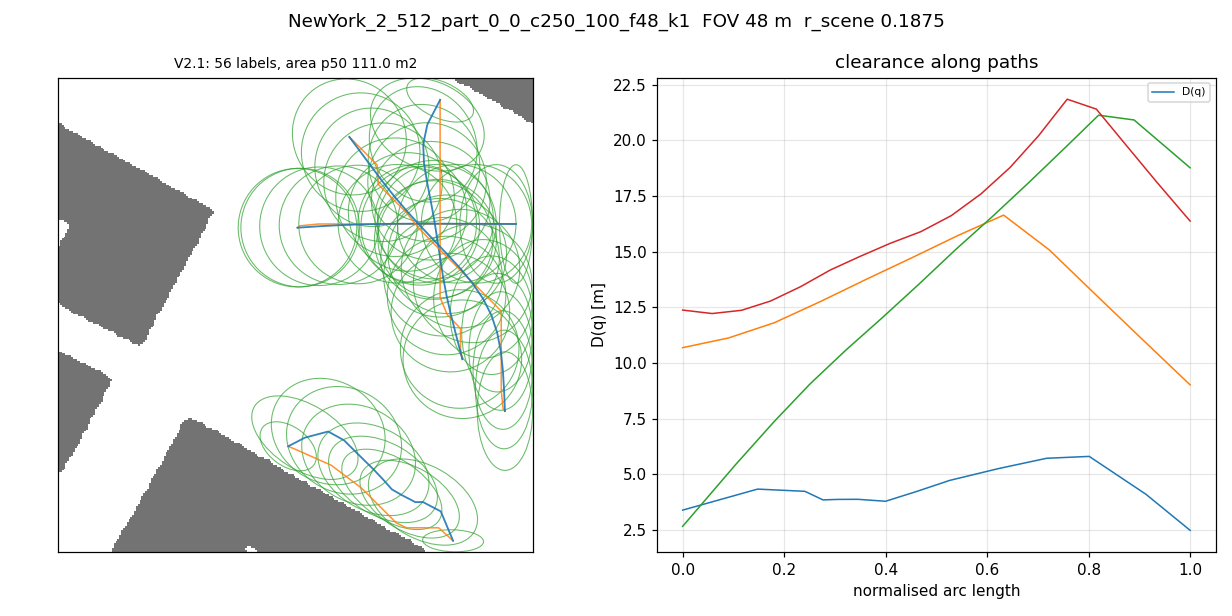 NewYork_2_512_part_0_0_c250_100_f48_k1 FOV 48 m r_scene 0.1875
V2.1: 56 labels, area p50 111.0 m2
clearance along paths
D(q)
22.5
20.0
17.5
15.0
12.5
10.0
7.5
5.0
2.5
D(q) [m]
0.0 0.2 0.4 0.6 0.8 1.0
normalised arc length